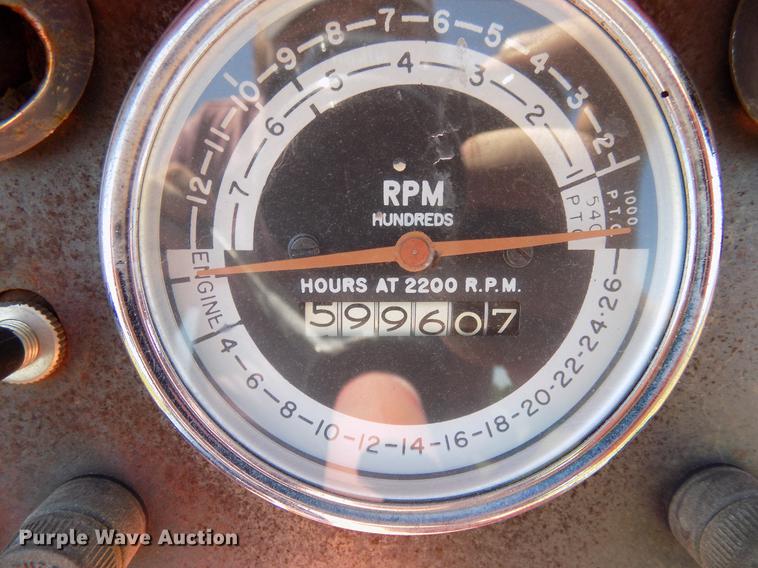 12-11-10-9-8-7-6-5-4-3-2-
7-6-5-4-3-2-1
1000 P.T.O
540 PTO
RPM
HUNDREDS
ENGINE
HOURS AT 2200 R.P.M.
599607
4-6-8-10-12-14-16-18-20-22-24-26
Purple Wave Auction